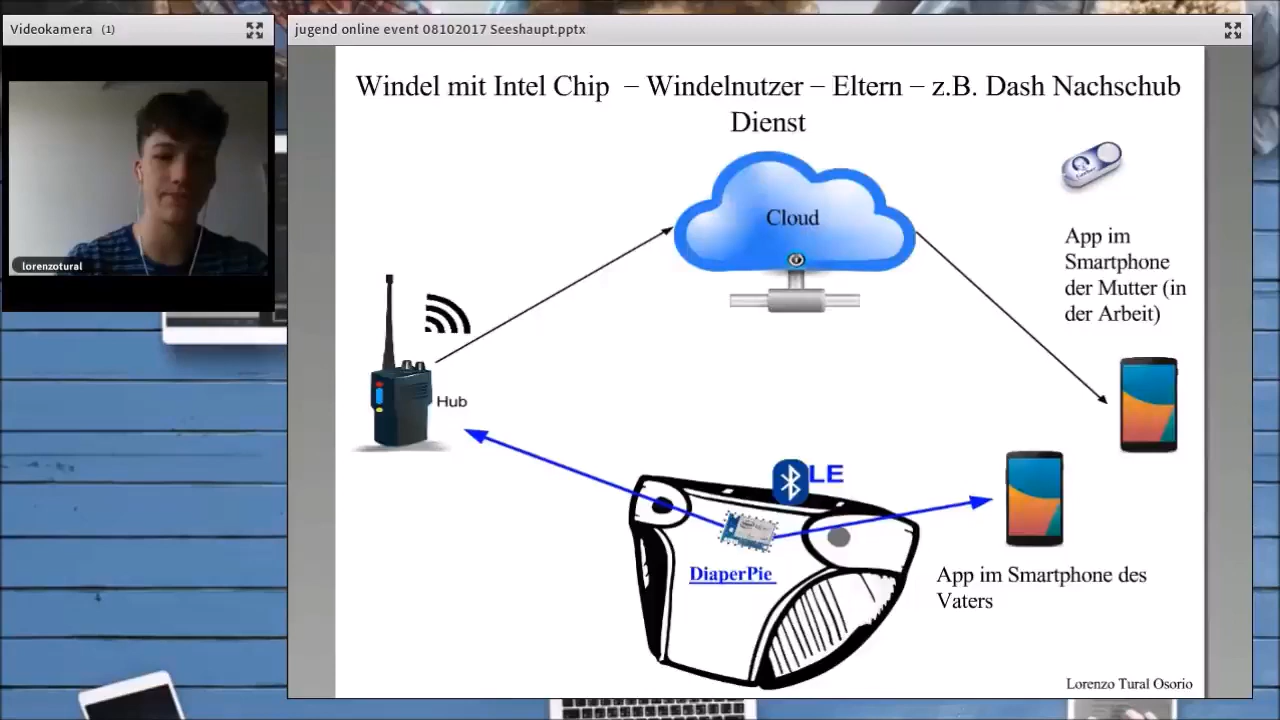 Videokamera (1)
jugend online event 08102017 Seeshaupt.pptx
Windel mit Intel Chip – Windelnutzer – Eltern – z.B. Dash Nachschub
Dienst
Cloud
App im
Smartphone
der Mutter (in
der Arbeit)
lorenzotural
Hub
LE
DiaperPie
App im Smartphone des
Vaters
Lorenzo Tural Osorio